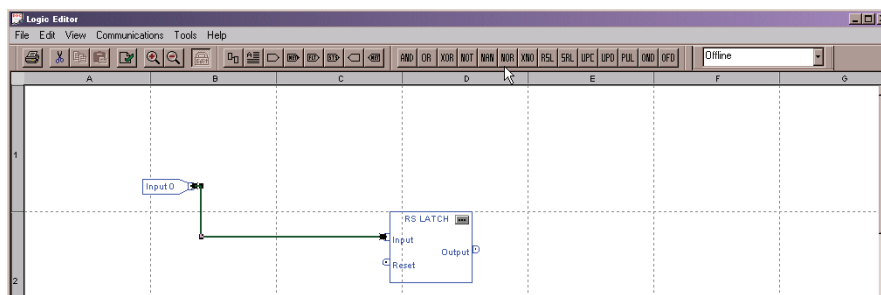 Logic Editor
File Edit View Communications Tools Help
AND OR XOR NOT NAN NOR XNO RSL SRL UPC UPD PUL OND OFD Offline
A B C D E F G
1
Input 0
RS LATCH
Input
Output
Reset
2